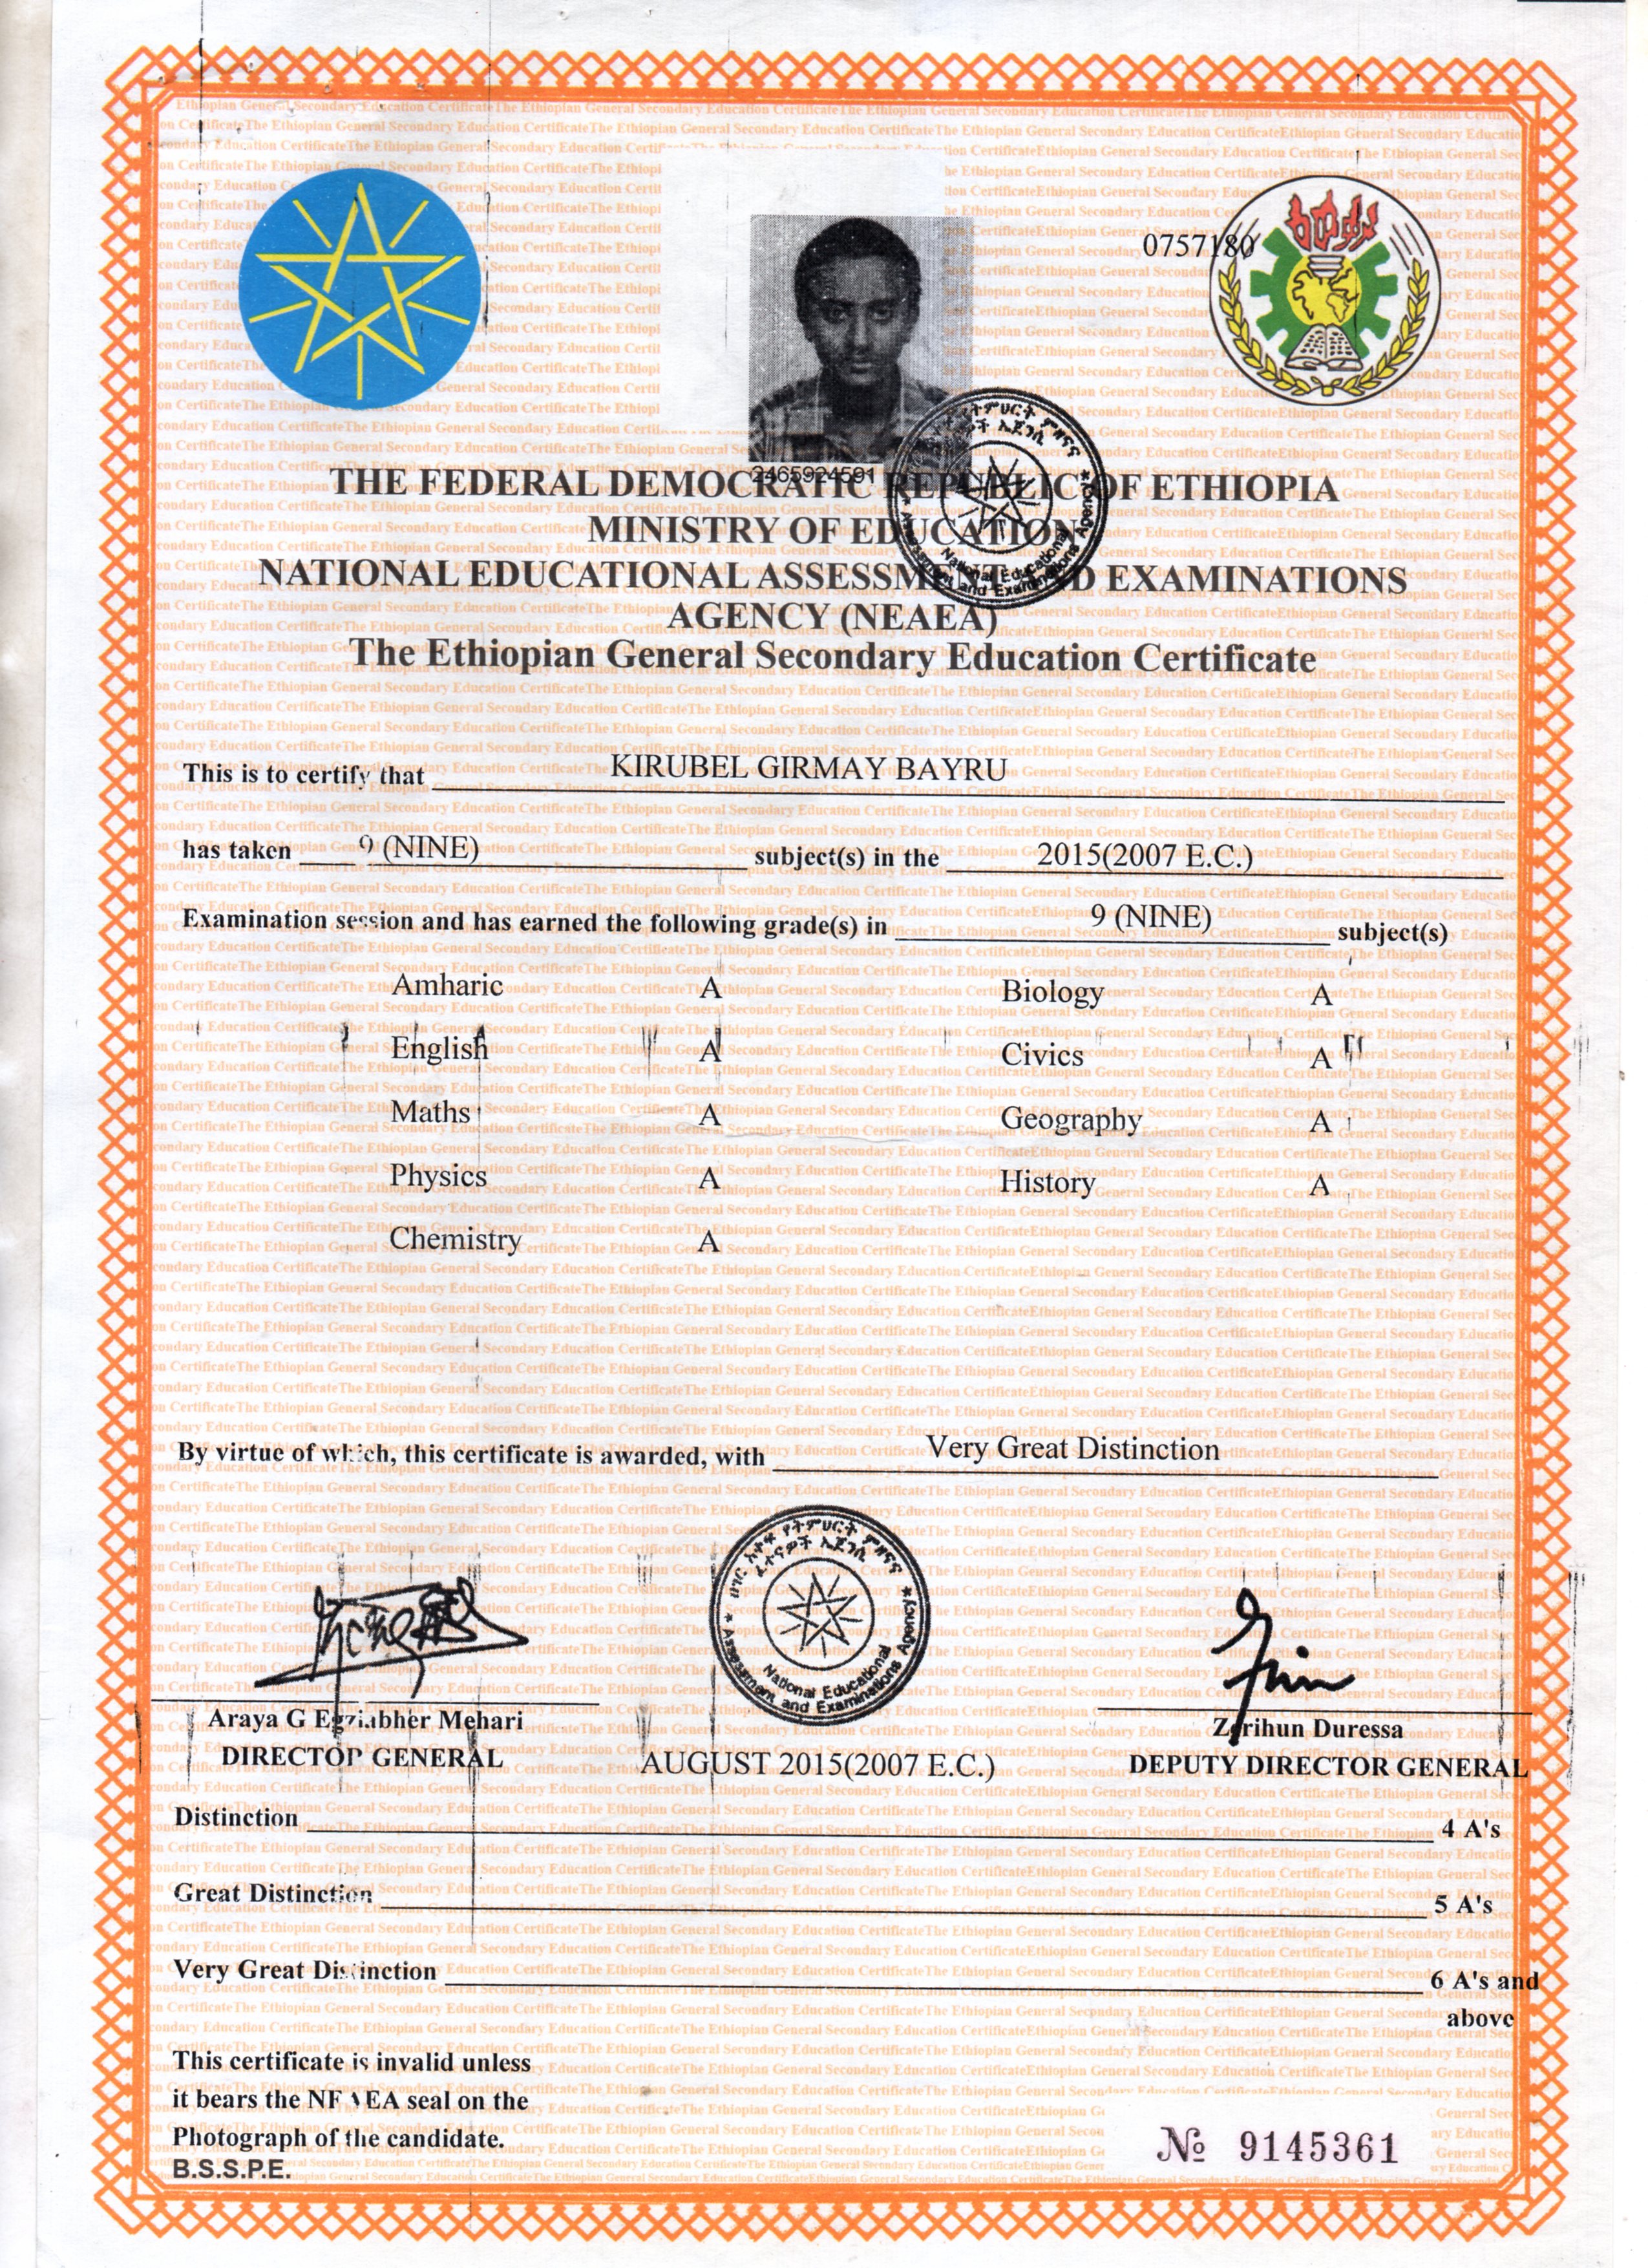 0757180
2465924591
THE FEDERAL DEMOCRATIC REPUBLIC OF ETHIOPIA
MINISTRY OF EDUCATION
NATIONAL EDUCATIONAL ASSESSMENT AND EXAMINATIONS
AGENCY (NEAEA)
The Ethiopian General Secondary Education Certificate
National Educational
Assessment and Examinations Agency
This is to certify that KIRUBEL GIRMAY BAYRU
has taken 9 (NINE) subject(s) in the 2015(2007 E.C.)
Examination session and has earned the following grade(s) in 9 (NINE) subject(s)
Amharic A Biology A
English A Civics A
Maths A Geography A
Physics A History A
Chemistry A
By virtue of which, this certificate is awarded, with Very Great Distinction
National Educational
Assessment and Examinations Agency
Araya G Egziabher Mehari Zerihun Duressa
DIRECTOR GENERAL AUGUST 2015(2007 E.C.) DEPUTY DIRECTOR GENERAL
Distinction 4 A's
Great Distinction 5 A's
Very Great Distinction 6 A's and
above
This certificate is invalid unless
it bears the NEAEA seal on the
Photograph of the candidate.
B.S.S.P.E.
№ 9145361